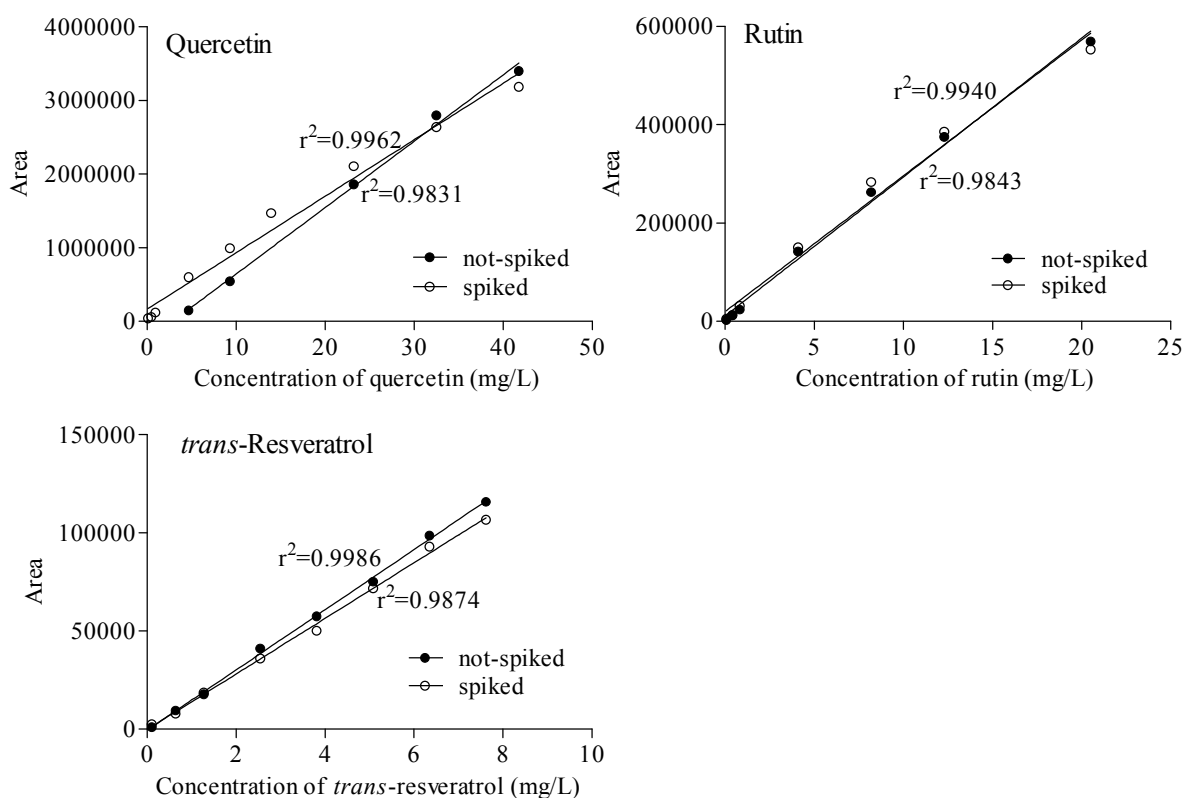 Quercetin
4000000
3000000
2000000
1000000
0
Area
r²=0.9962
r²=0.9831
not-spiked
spiked
0 10 20 30 40 50
Concentration of quercetin (mg/L)
Rutin
600000
400000
200000
0
Area
r²=0.9940
r²=0.9843
not-spiked
spiked
0 5 10 15 20 25
Concentration of rutin (mg/L)
trans-Resveratrol
150000
100000
50000
0
Area
r²=0.9986
r²=0.9874
not-spiked
spiked
0 2 4 6 8 10
Concentration of trans-resveratrol (mg/L)